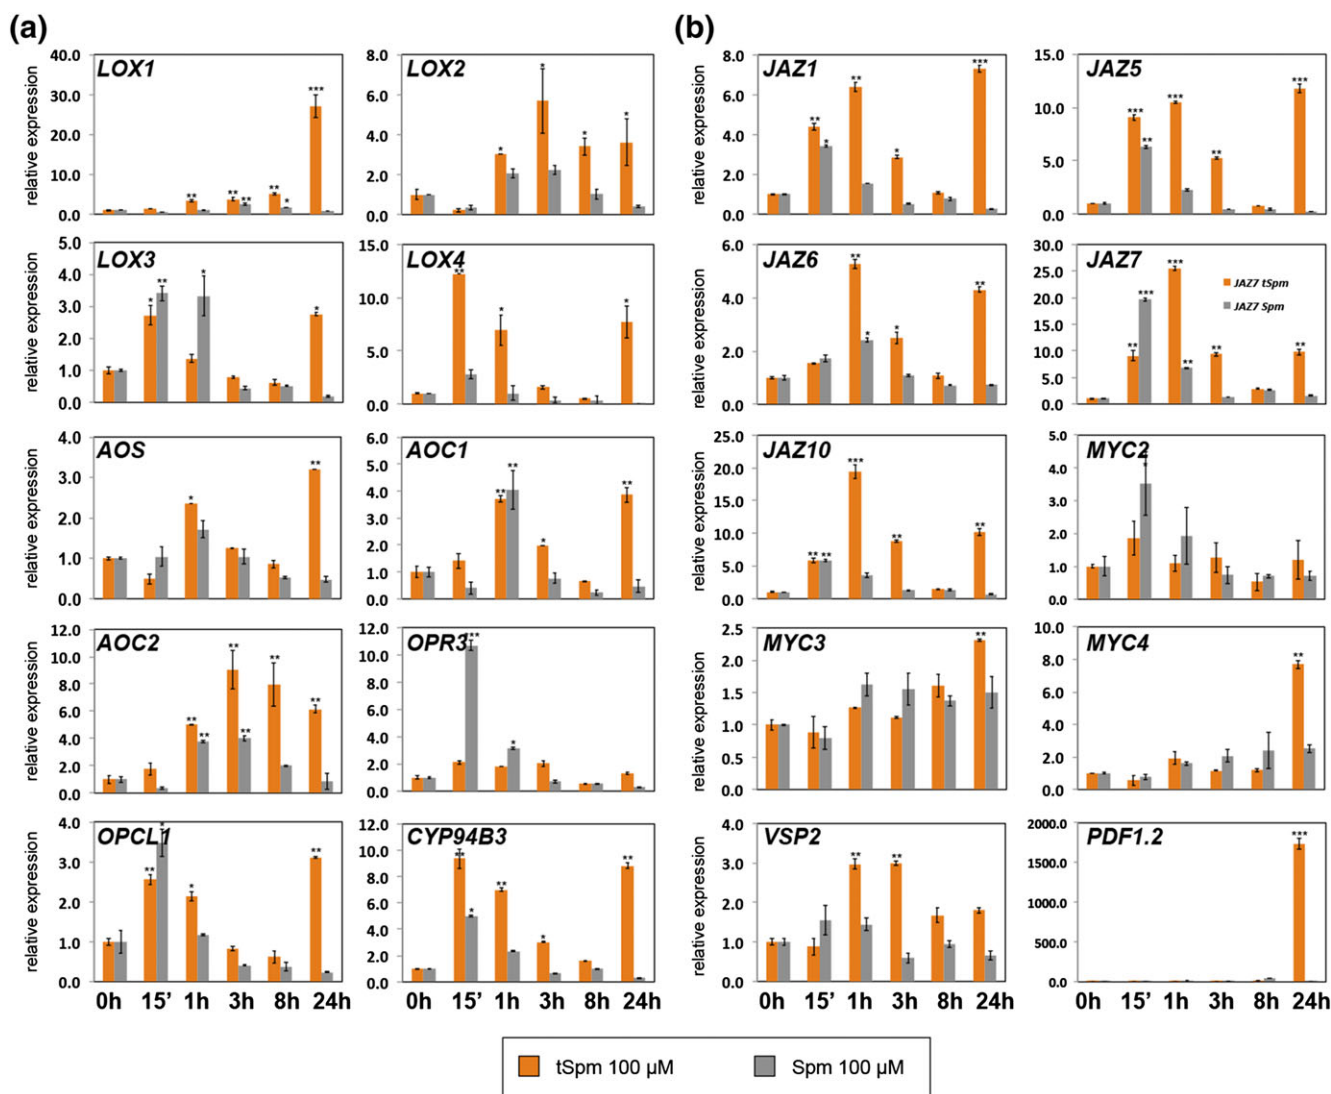 (a) (b)
40.0 LOX1 30.0 20.0 10.0 0.0 relative expression ** ** ** ** * ***
8.0 LOX2 6.0 4.0 2.0 0.0 * * * *
8.0 JAZ1 6.0 4.0 2.0 0.0 relative expression ** * ** * ***
15.0 JAZ5 10.0 5.0 0.0 *** ** *** ** ***
5.0 LOX3 4.0 3.0 2.0 1.0 0.0 relative expression * ** * *
15.0 LOX4 10.0 5.0 0.0 ** * *
6.0 JAZ6 4.0 2.0 0.0 relative expression ** * * **
30.0 JAZ7 25.0 20.0 15.0 10.0 5.0 0.0 ** *** *** ** ** **
JAZ7 tSpm
JAZ7 Spm
4.0 AOS 3.0 2.0 1.0 0.0 relative expression * **
6.0 AOC1 5.0 4.0 3.0 2.0 1.0 0.0 ** ** * **
25.0 JAZ10 20.0 15.0 10.0 5.0 0.0 relative expression ** ** *** ** **
5.0 MYC2 4.0 3.0 2.0 1.0 0.0 *
12.0 AOC2 10.0 8.0 6.0 4.0 2.0 0.0 relative expression ** ** ** ** ** **
12.0 OPR3 10.0 8.0 6.0 4.0 2.0 0.0 *** *
2.5 MYC3 2.0 1.5 1.0 0.5 0.0 relative expression **
10.0 MYC4 8.0 6.0 4.0 2.0 0.0 **
4.0 OPCL1 3.0 2.0 1.0 0.0 relative expression ** * * **
12.0 CYP94B3 10.0 8.0 6.0 4.0 2.0 0.0 ** * ** * **
4.0 VSP2 3.0 2.0 1.0 0.0 relative expression ** **
2000.0 PDF1.2 1500.0 1000.0 500.0 0.0 ***
0h 15’ 1h 3h 8h 24h
0h 15’ 1h 3h 8h 24h
0h 15’ 1h 3h 8h 24h
0h 15’ 1h 3h 8h 24h
tSpm 100 µM Spm 100 µM